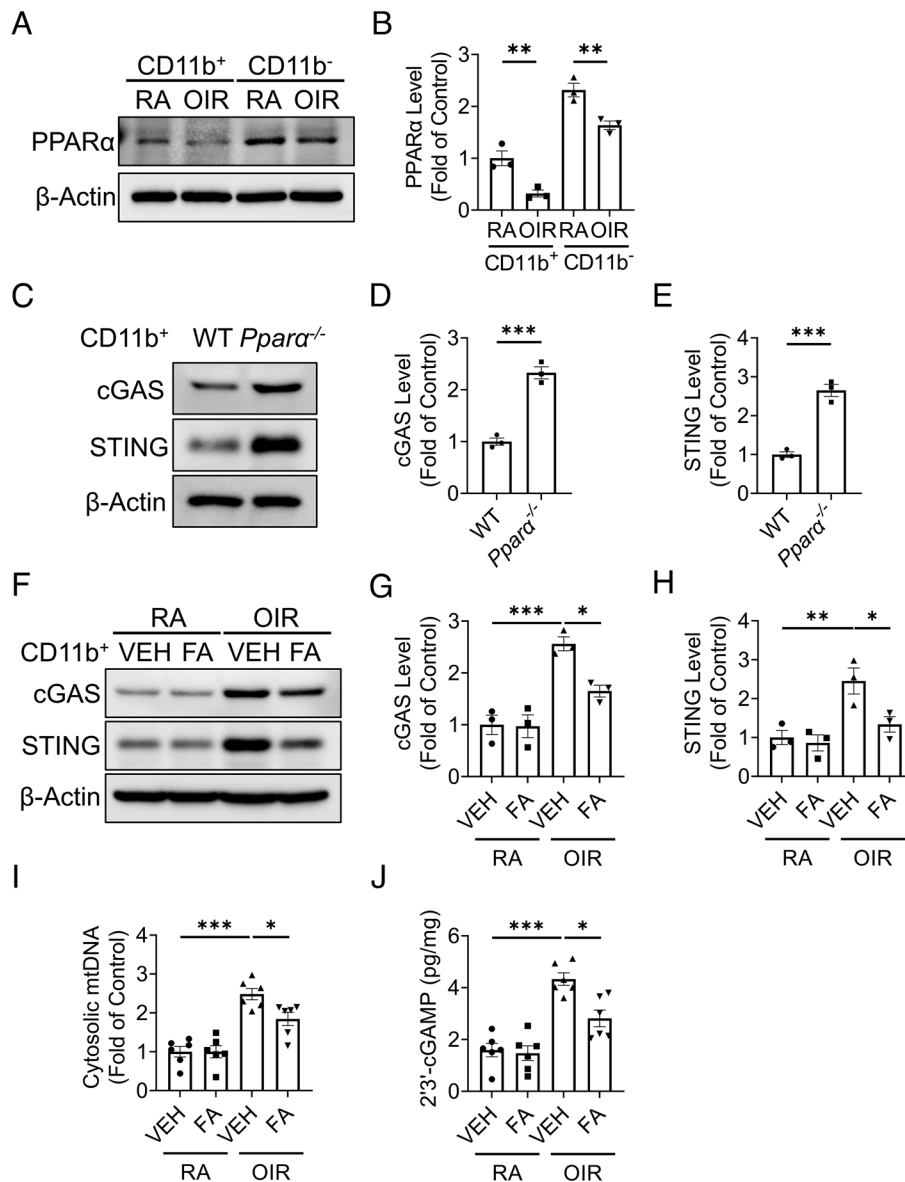 A
CD11b⁺ CD11b⁻
RA OIR RA OIR
PPARα
β-Actin
B
PPARα Level
(Fold of Control)
** **
3
2
1
0
RA OIR RA OIR
CD11b⁺ CD11b⁻
C
CD11b⁺ WT Pparα⁻/⁻
cGAS
STING
β-Actin
D
cGAS Level
(Fold of Control)
***
3
2
1
0
WT
Pparα⁻/⁻
E
STING Level
(Fold of Control)
***
4
3
2
1
0
WT
Pparα⁻/⁻
F
RA OIR
CD11b⁺ VEH FA VEH FA
cGAS
STING
β-Actin
G
cGAS Level
(Fold of Control)
*** *
3
2
1
0
VEH FA VEH FA
RA OIR
H
STING Level
(Fold of Control)
** *
4
3
2
1
0
VEH FA VEH FA
RA OIR
I
Cytosolic mtDNA
(Fold of Control)
*** *
4
3
2
1
0
VEH FA VEH FA
RA OIR
J
2'3'-cGAMP (pg/mg)
*** *
6
4
2
0
VEH FA VEH FA
RA OIR